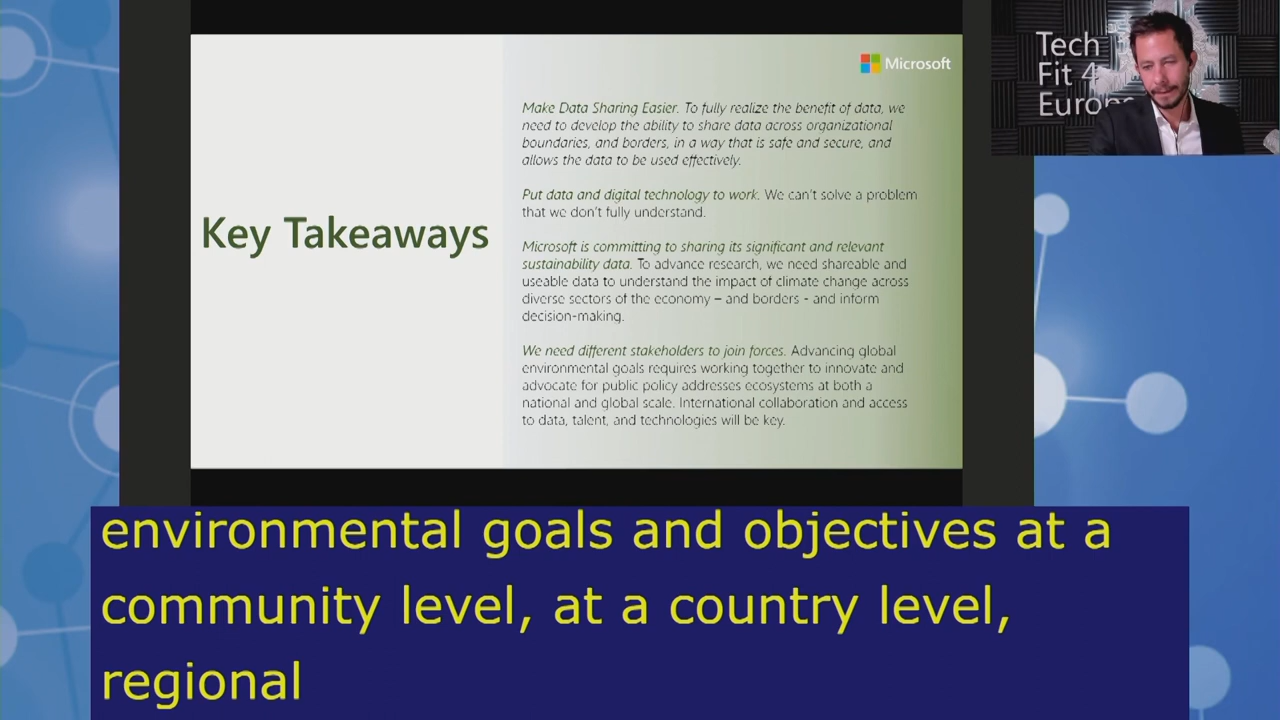 Microsoft
Tech
Fit 4
Europe
Key Takeaways
Make Data Sharing Easier. To fully realize the benefit of data, we
need to develop the ability to share data across organizational
boundaries, and borders, in a way that is safe and secure, and
allows the data to be used effectively.
Put data and digital technology to work. We can't solve a problem
that we don't fully understand.
Microsoft is committing to sharing its significant and relevant
sustainability data. To advance research, we need shareable and
useable data to understand the impact of climate change across
diverse sectors of the economy – and borders - and inform
decision-making.
We need different stakeholders to join forces. Advancing global
environmental goals requires working together to innovate and
advocate for public policy addresses ecosystems at both a
national and global scale. International collaboration and access
to data, talent, and technologies will be key.
environmental goals and objectives at a
community level, at a country level,
regional